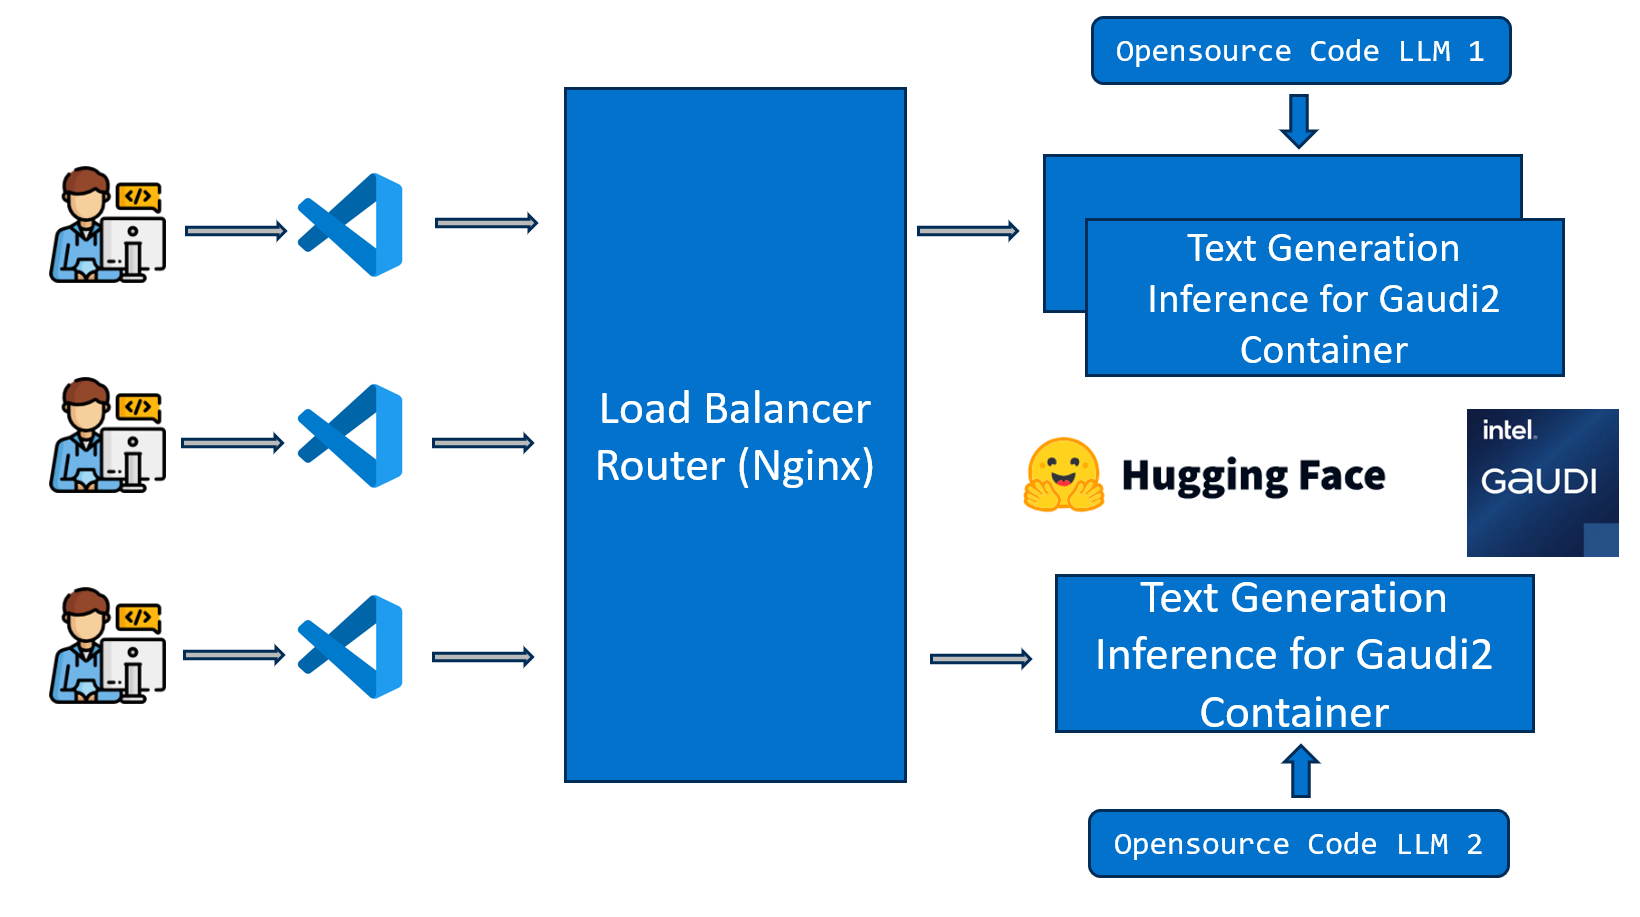 Opensource Code LLM 1
</>
</>
</>
Load Balancer
Router (Nginx)
Text Generation
Inference for Gaudi2
Container
Hugging Face
intel.
GAUDI
Text Generation
Inference for Gaudi2
Container
Opensource Code LLM 2